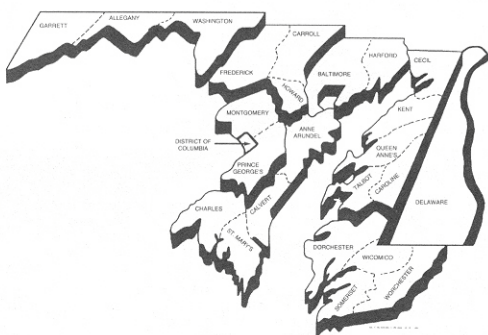 GARRETT
ALLEGANY
WASHINGTON
CARROLL
HARFORD
CECIL
FREDERICK
HOWARD
BALTIMORE
KENT
MONTGOMERY
ANNE
ARUNDEL
DISTRICT OF
COLUMBIA
QUEEN
ANNE'S
PRINCE
GEORGE'S
TALBOT
CAROLINE
DELAWARE
CHARLES
CALVERT
ST. MARY'S
DORCHESTER
WICOMICO
SOMERSET
WORCHESTER